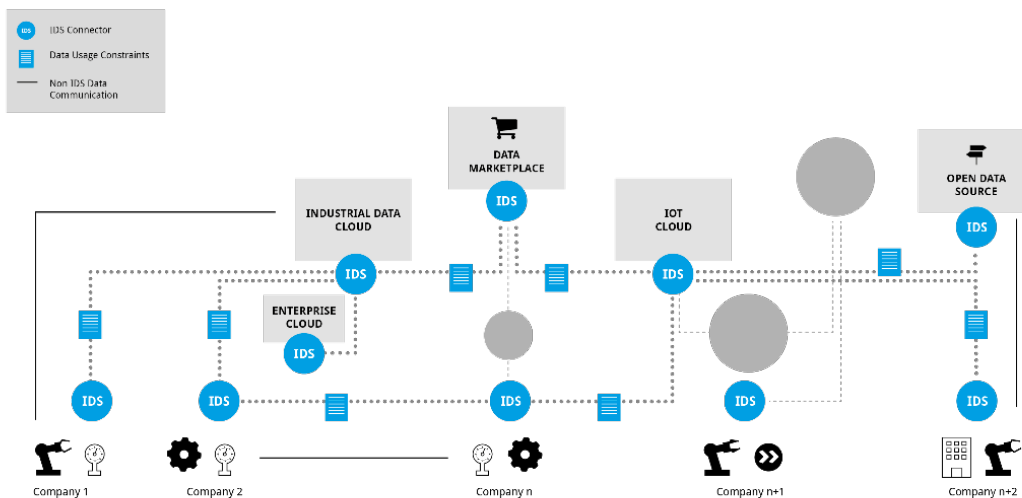 IDS
IDS Connector
Data Usage Constraints
Non IDS Data
Communication
DATA
MARKETPLACE
IDS
OPEN DATA
SOURCE
IDS
INDUSTRIAL DATA
CLOUD
IDS
IOT
CLOUD
IDS
ENTERPRISE
CLOUD
IDS
IDS
IDS
IDS
IDS
IDS
Company 1
Company 2
Company n
Company n+1
Company n+2